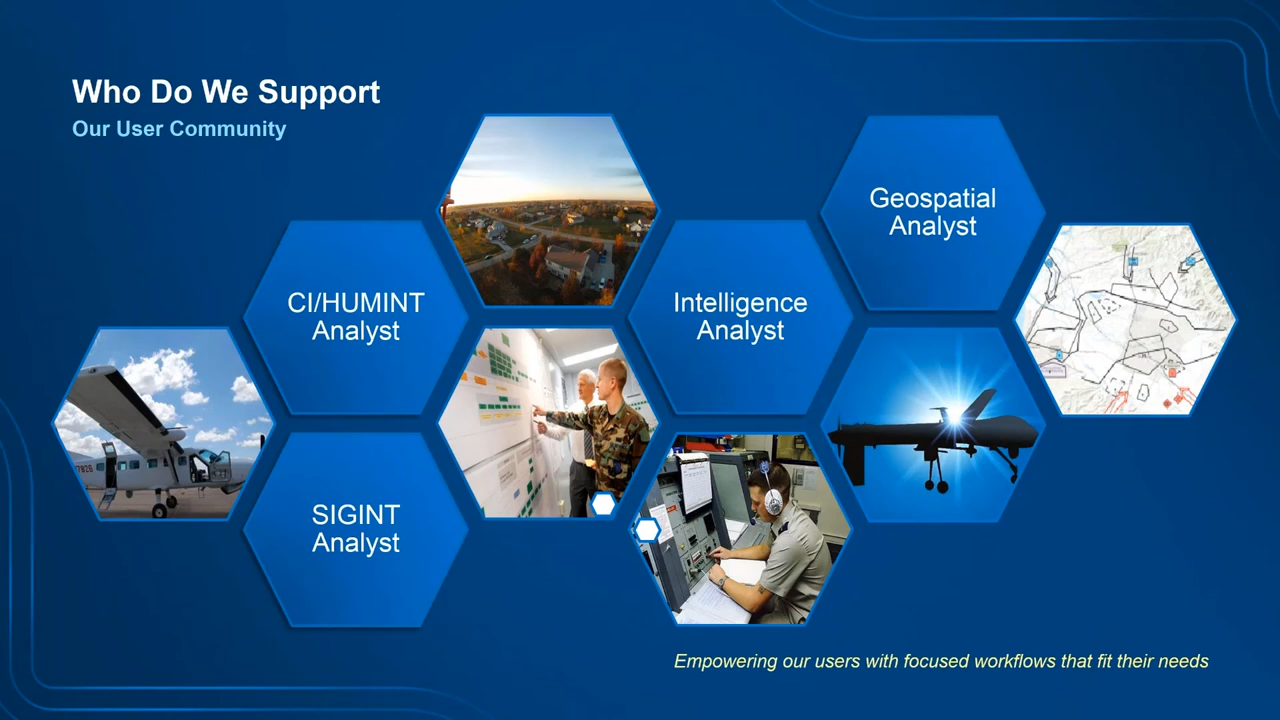 Who Do We Support
Our User Community
Geospatial
Analyst
CI/HUMINT
Analyst
Intelligence
Analyst
SIGINT
Analyst
Empowering our users with focused workflows that fit their needs